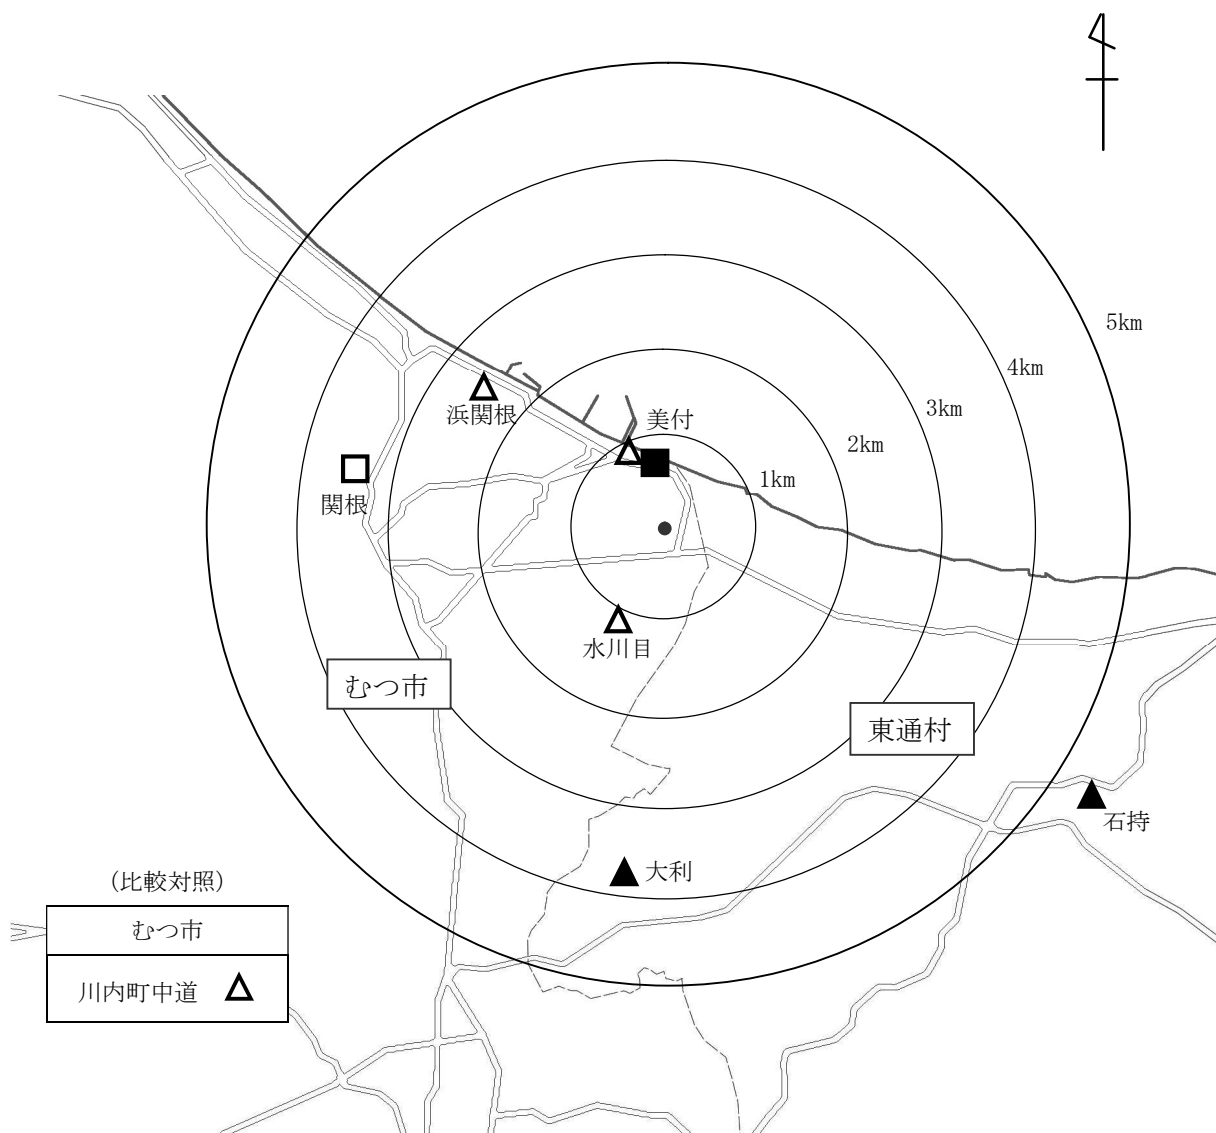 5km
4km
3km
2km
1km
浜関根
美付
関根
水川目
むつ市
東通村
石持
大利
(比較対照)
むつ市
川内町中道